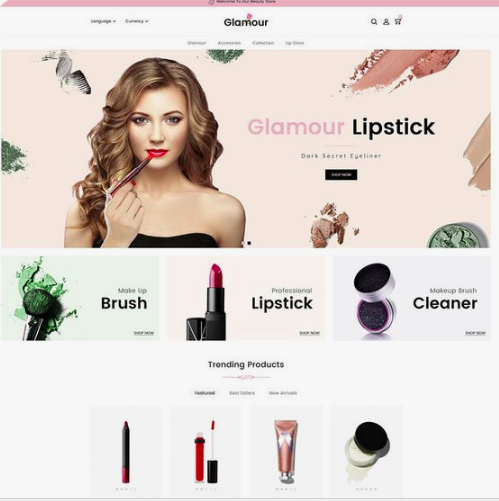 Welcome To Our Beauty Store
Language
Currency
Glamour
Glamour Accessories Collection Lip Gloss
Glamour Lipstick
Dark Secret Eyeliner
SHOP NOW
Make Up
Brush
SHOP NOW
Professional
Lipstick
SHOP NOW
Makeup Brush
Cleaner
SHOP NOW
Trending Products
Featured Best Sellers New Arrivals